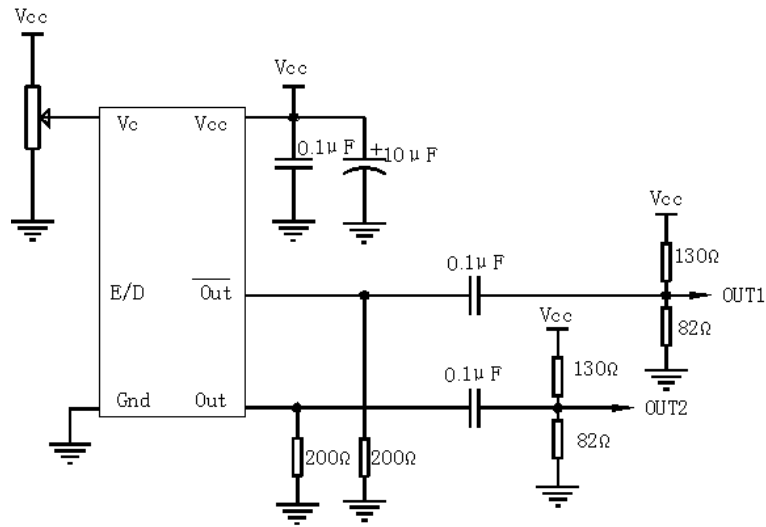 Vcc
Vcc
Vc
Vcc
0.1μF
+10μF
Vcc
130Ω
0.1μF
E/D
Out
OUT1
Vcc
82Ω
0.1μF
130Ω
Gnd
Out
OUT2
82Ω
200Ω
200Ω